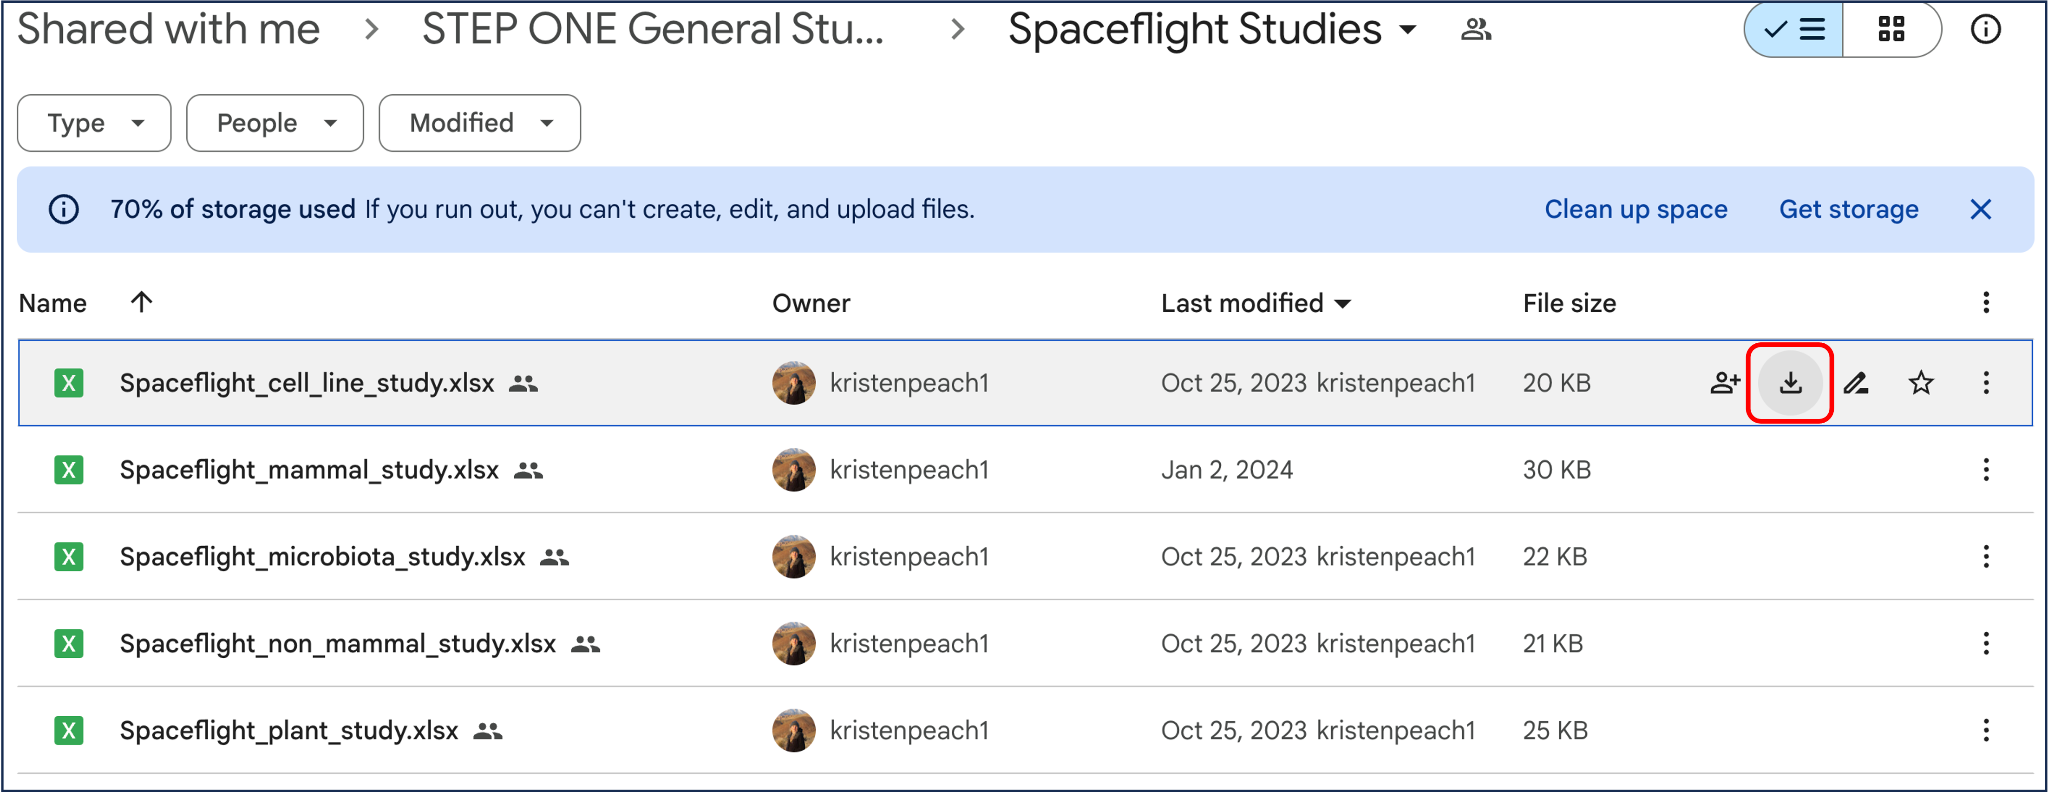 Shared with me > STEP ONE General Stu... > Spaceflight Studies
Type People Modified
70% of storage used If you run out, you can't create, edit, and upload files. Clean up space Get storage
Name Owner Last modified File size
X Spaceflight_cell_line_study.xlsx kristenpeach1 Oct 25, 2023 kristenpeach1 20 KB
X Spaceflight_mammal_study.xlsx kristenpeach1 Jan 2, 2024 30 KB
X Spaceflight_microbiota_study.xlsx kristenpeach1 Oct 25, 2023 kristenpeach1 22 KB
X Spaceflight_non_mammal_study.xlsx kristenpeach1 Oct 25, 2023 kristenpeach1 21 KB
X Spaceflight_plant_study.xlsx kristenpeach1 Oct 25, 2023 kristenpeach1 25 KB